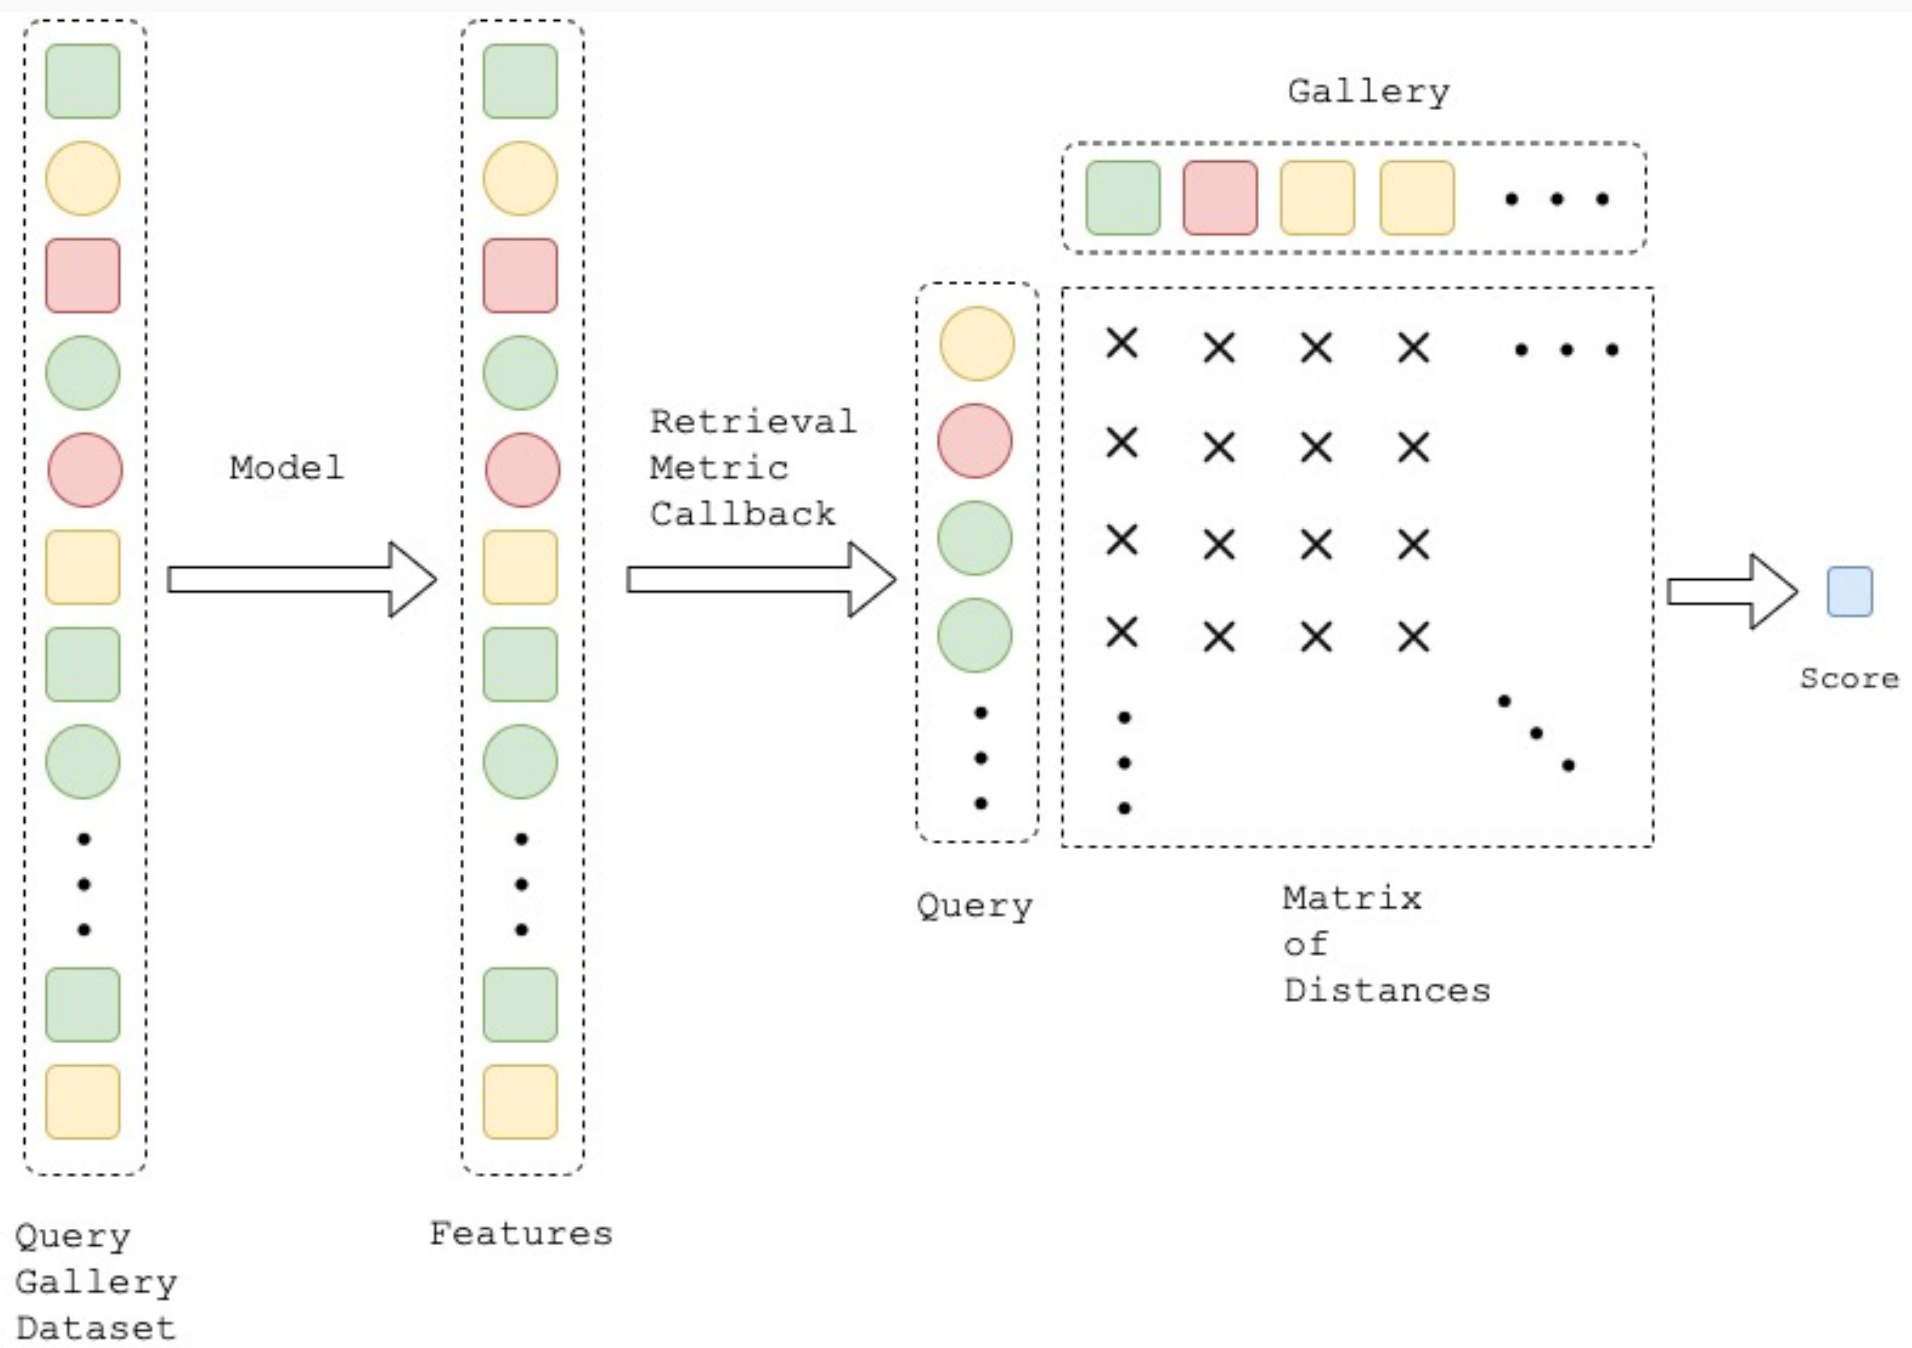 Gallery
Model
Retrieval
Metric
Callback
Score
Query
Matrix
of
Distances
Query
Gallery
Dataset
Features